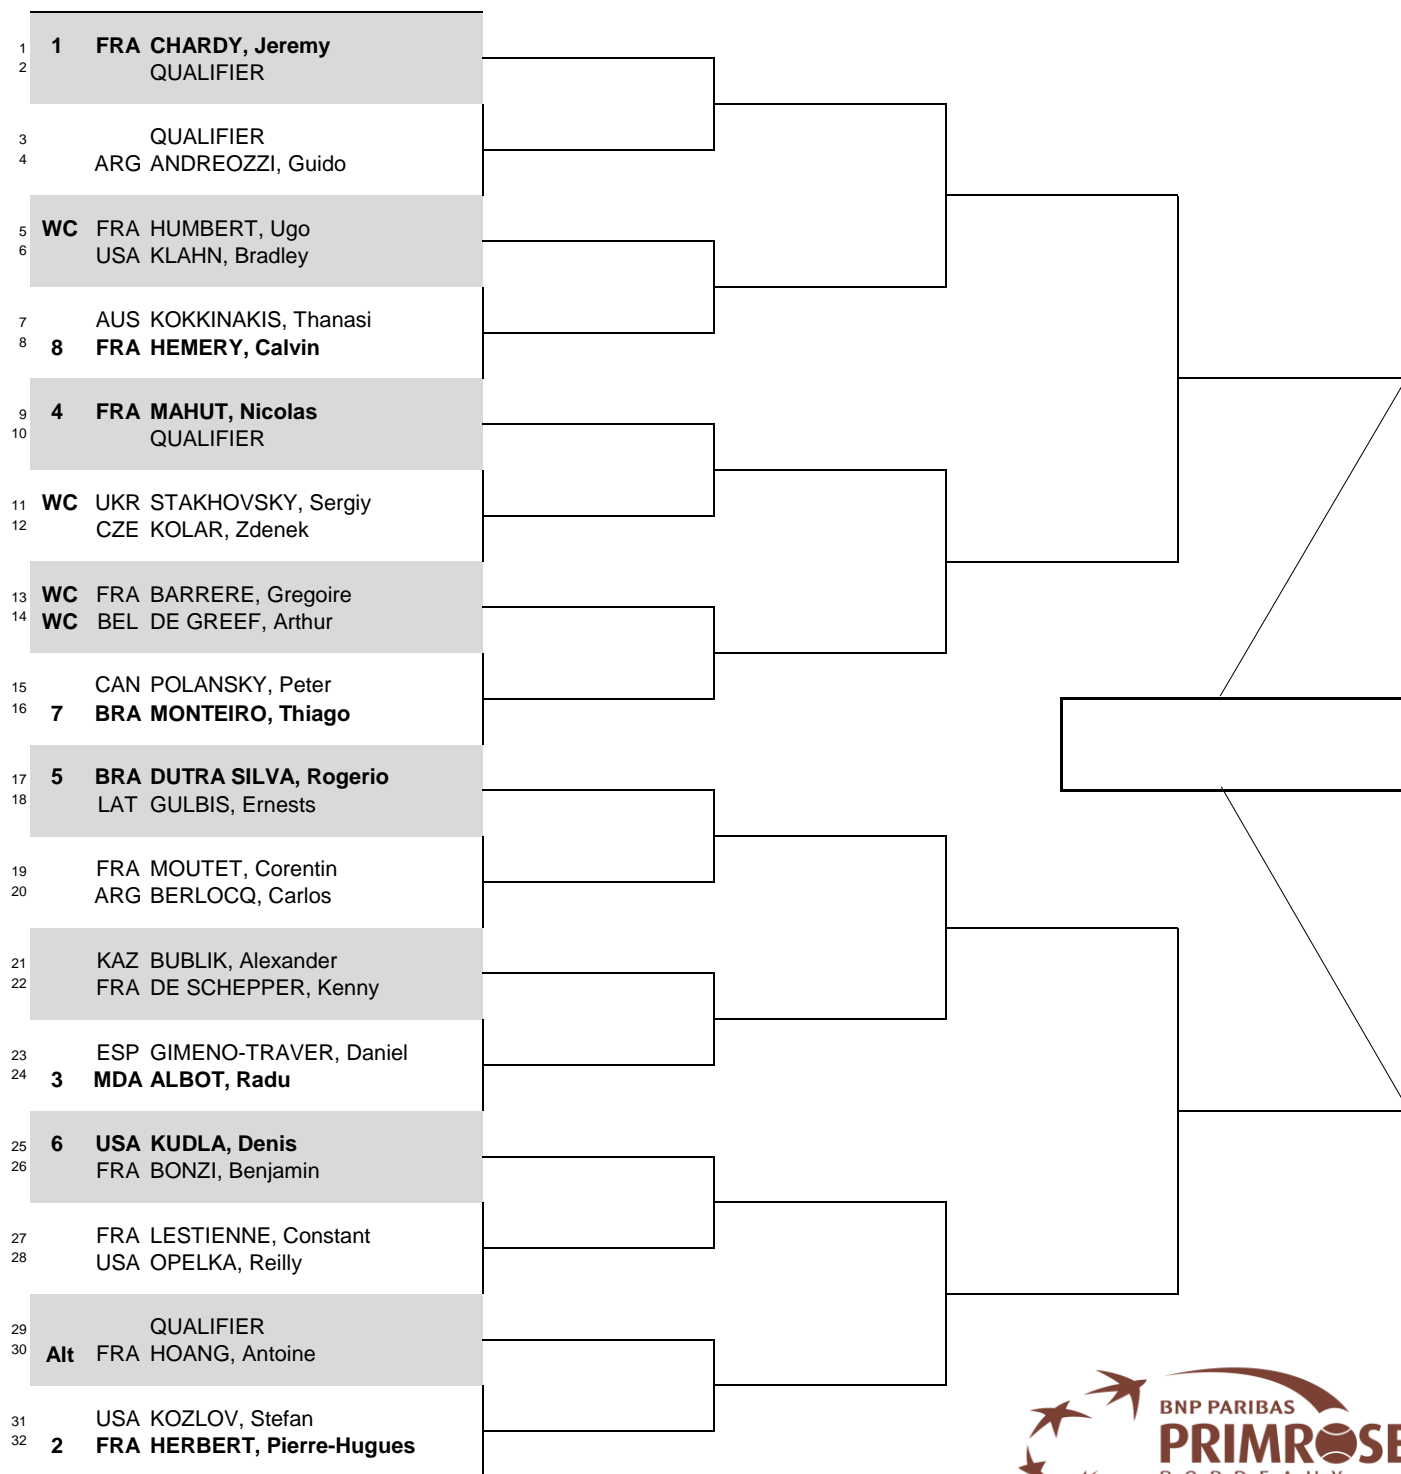 1 1 FRA CHARDY, Jeremy
2 QUALIFIER
3 QUALIFIER
4 ARG ANDREOZZI, Guido
5 WC FRA HUMBERT, Ugo
6 USA KLAHN, Bradley
7 AUS KOKKINAKIS, Thanasi
8 8 FRA HEMERY, Calvin
9 4 FRA MAHUT, Nicolas
10 QUALIFIER
11 WC UKR STAKHOVSKY, Sergiy
12 CZE KOLAR, Zdenek
13 WC FRA BARRERE, Gregoire
14 WC BEL DE GREEF, Arthur
15 CAN POLANSKY, Peter
16 7 BRA MONTEIRO, Thiago
17 5 BRA DUTRA SILVA, Rogerio
18 LAT GULBIS, Ernests
19 FRA MOUTET, Corentin
20 ARG BERLOCQ, Carlos
21 KAZ BUBLIK, Alexander
22 FRA DE SCHEPPER, Kenny
23 ESP GIMENO-TRAVER, Daniel
24 3 MDA ALBOT, Radu
25 6 USA KUDLA, Denis
26 FRA BONZI, Benjamin
27 FRA LESTIENNE, Constant
28 USA OPELKA, Reilly
29 QUALIFIER
30 Alt FRA HOANG, Antoine
31 USA KOZLOV, Stefan
32 2 FRA HERBERT, Pierre-Hugues
BNP PARIBAS
PRIMROSE